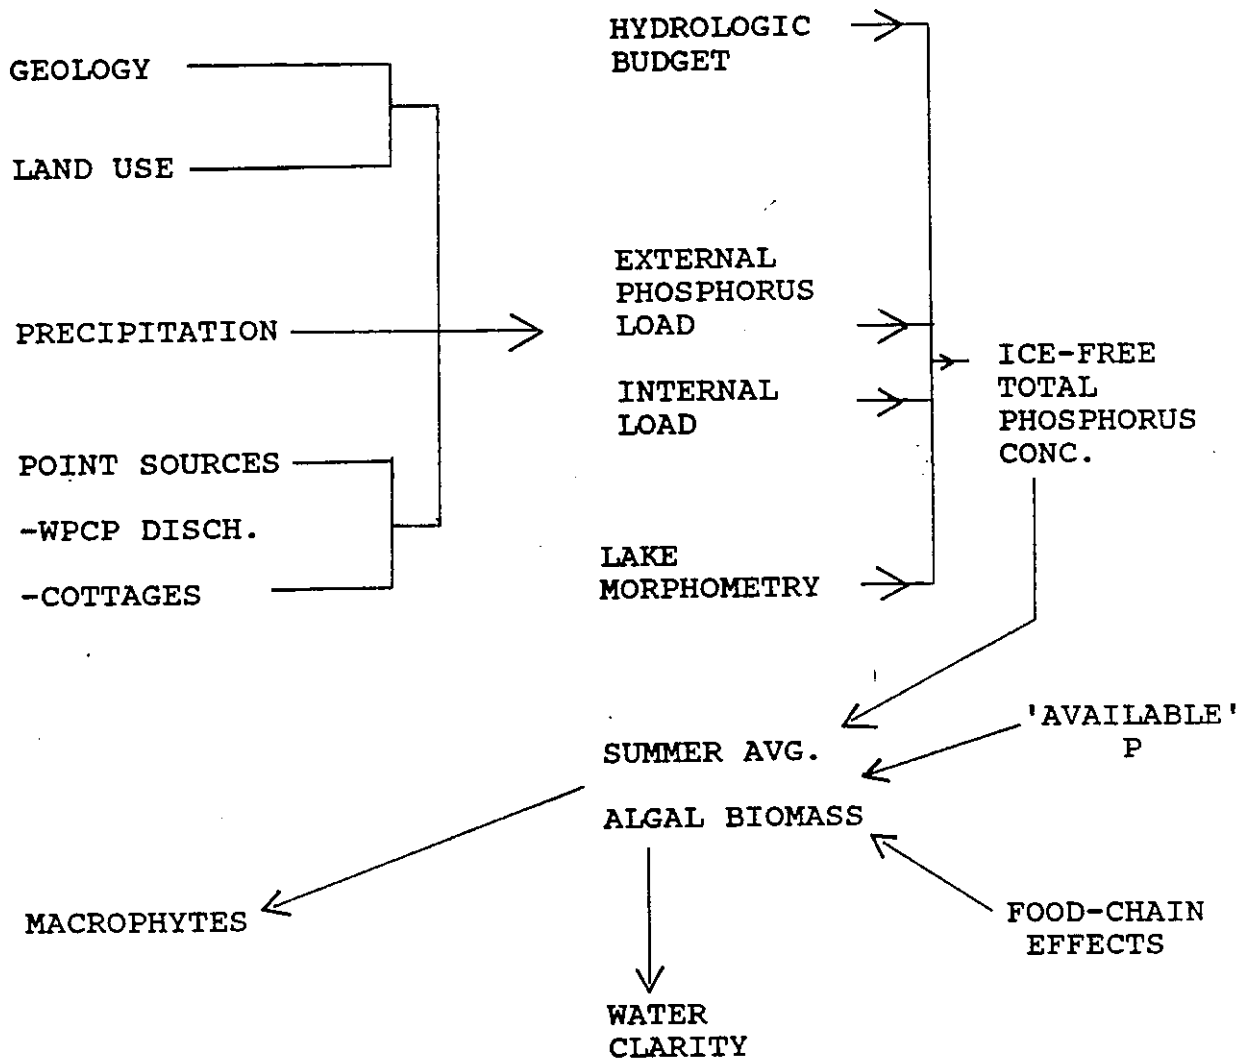 GEOLOGY
LAND USE
PRECIPITATION
POINT SOURCES
-WPCP DISCH.
-COTTAGES
HYDROLOGIC
BUDGET
EXTERNAL
PHOSPHORUS
LOAD
INTERNAL
LOAD
LAKE
MORPHOMETRY
ICE-FREE
TOTAL
PHOSPHORUS
CONC.
SUMMER AVG.
ALGAL BIOMASS
'AVAILABLE'
P
FOOD-CHAIN
EFFECTS
MACROPHYTES
WATER
CLARITY